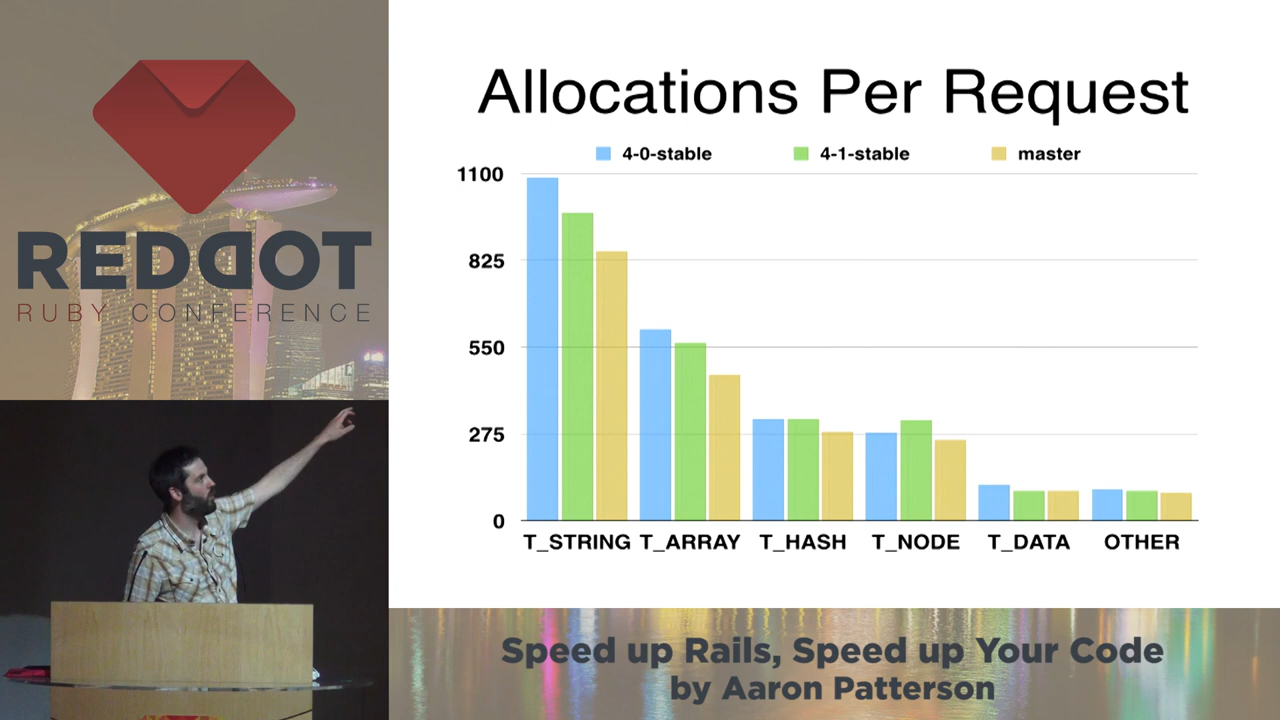 REDDOT
RUBY CONFERENCE
Allocations Per Request
4-0-stable 4-1-stable master
1100
825
550
275
0
T_STRING T_ARRAY T_HASH T_NODE T_DATA OTHER
Speed up Rails, Speed up Your Code
by Aaron Patterson